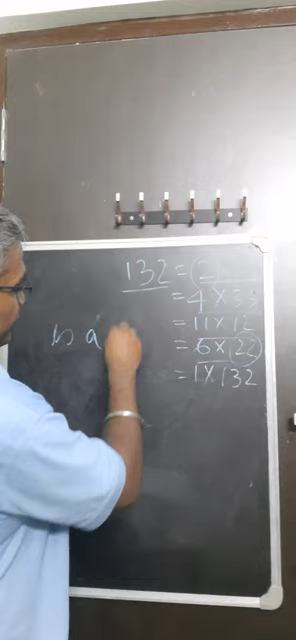 132 = (2)
= 4 X 33
= 11 X 12
b) a = 6 X (22)
= 1 X 132